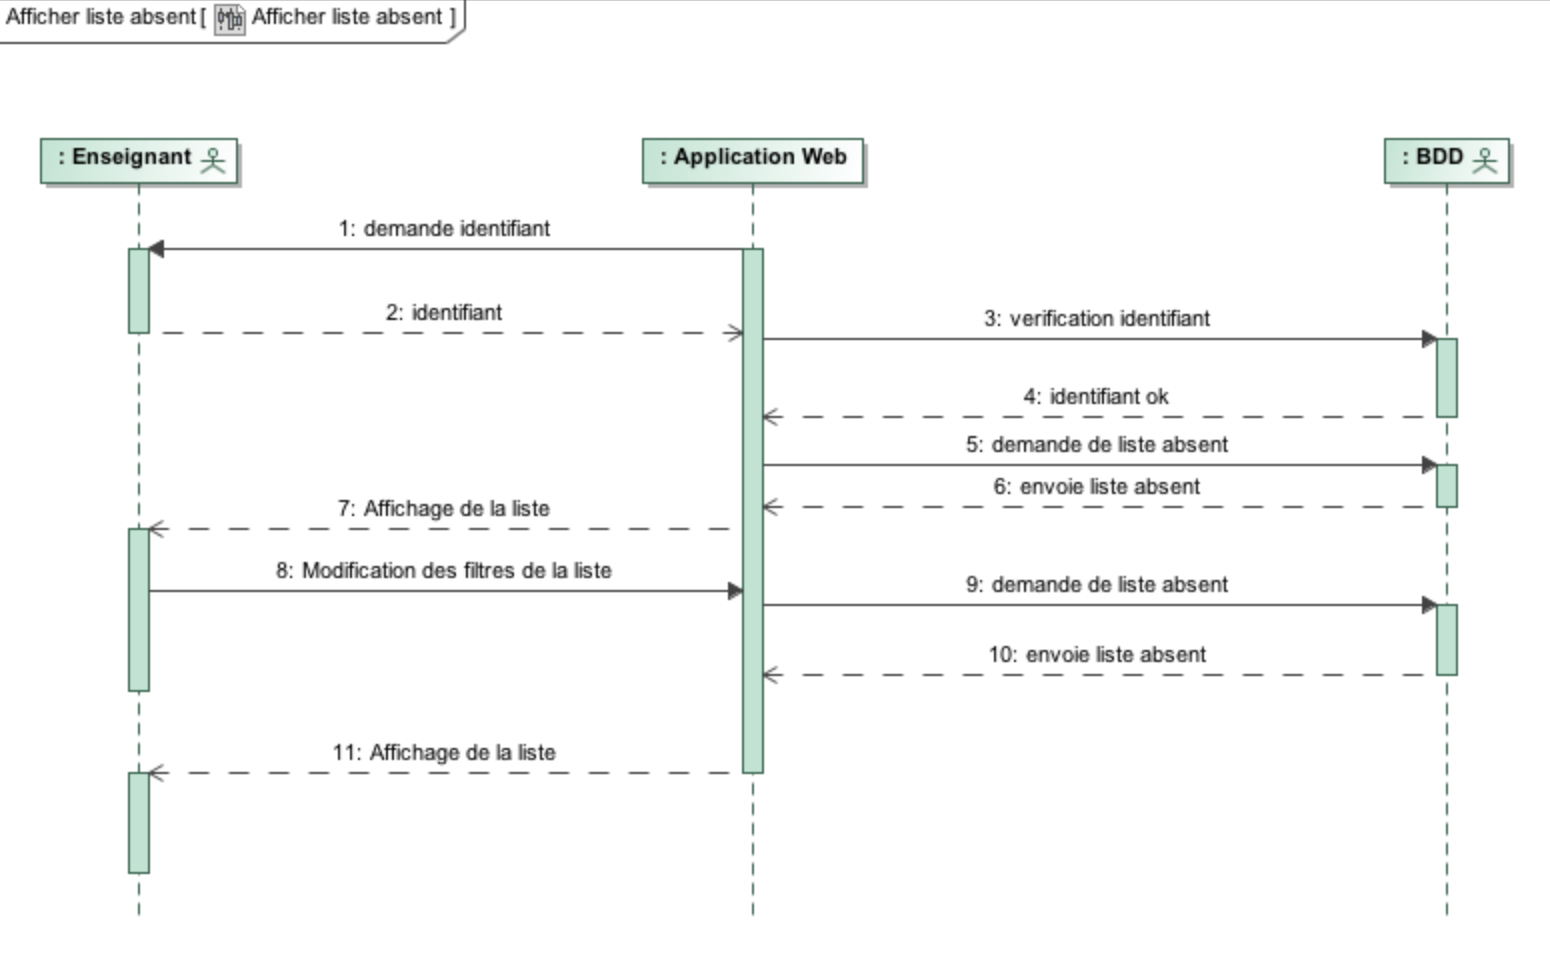 Afficher liste absent [ Afficher liste absent ]
: Enseignant
: Application Web
: BDD
1: demande identifiant
2: identifiant
3: verification identifiant
4: identifiant ok
5: demande de liste absent
6: envoie liste absent
7: Affichage de la liste
8: Modification des filtres de la liste
9: demande de liste absent
10: envoie liste absent
11: Affichage de la liste